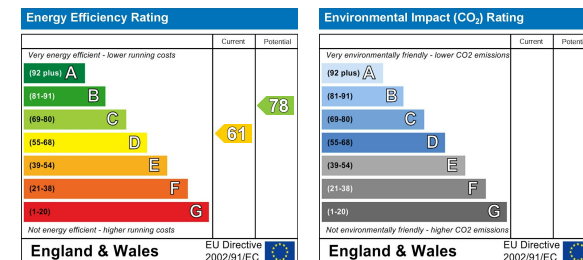 Energy Efficiency Rating
Current Potential
Very energy efficient - lower running costs
(92 plus) A
(81-91) B
(69-80) C
(55-68) D
(39-54) E
(21-38) F
(1-20) G
61
78
Not energy efficient - higher running costs
England & Wales
EU Directive
2002/91/EC
Environmental Impact (CO₂) Rating
Current Potential
Very environmentally friendly - lower CO2 emissions
(92 plus) A
(81-91) B
(69-80) C
(55-68) D
(39-54) E
(21-38) F
(1-20) G
Not environmentally friendly - higher CO2 emissions
England & Wales
EU Directive
2002/91/EC